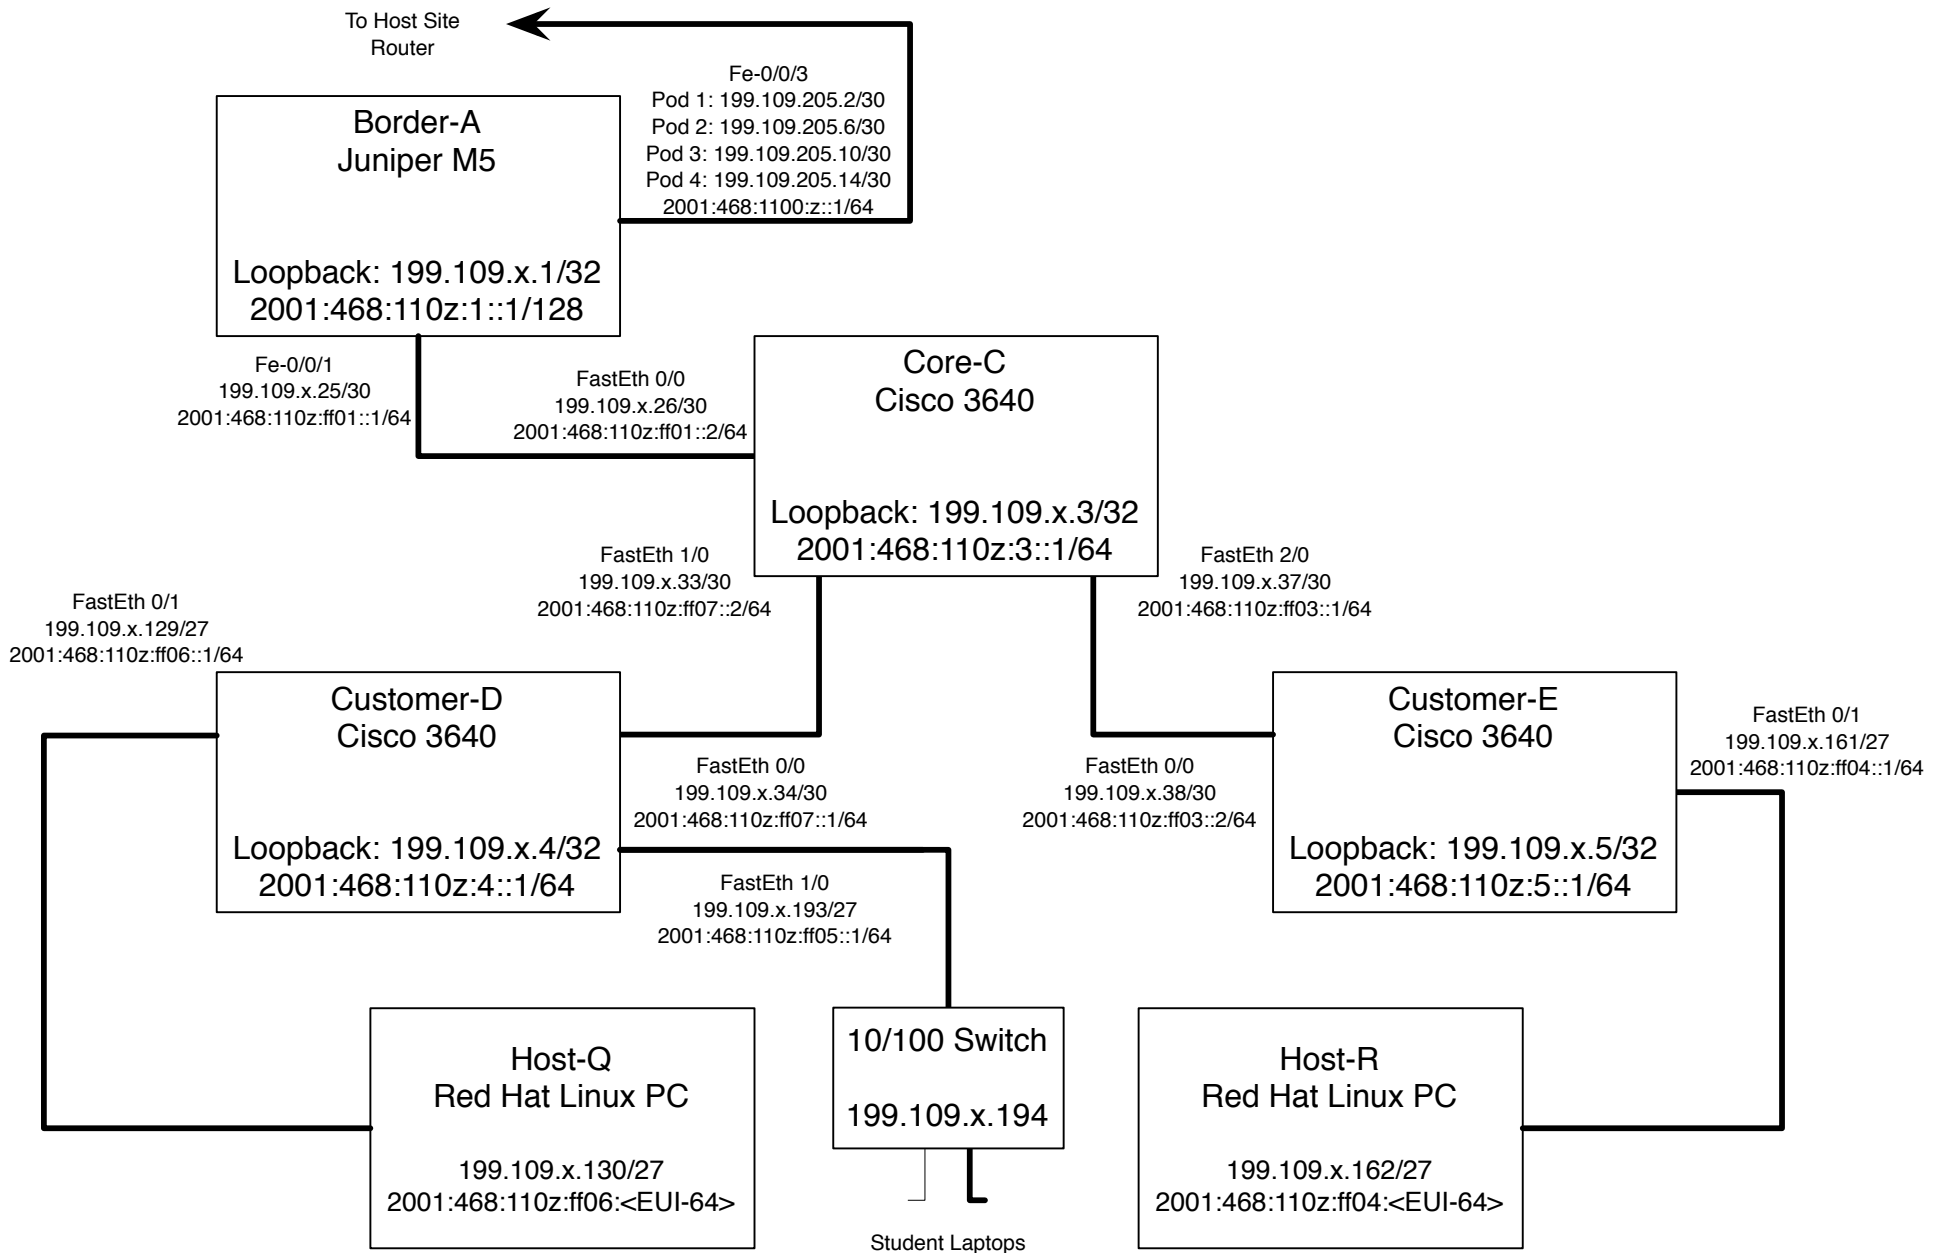 To Host Site
Router
Fe-0/0/3
Pod 1: 199.109.205.2/30
Pod 2: 199.109.205.6/30
Pod 3: 199.109.205.10/30
Pod 4: 199.109.205.14/30
2001:468:1100:z::1/64
Border-A
Juniper M5
Loopback: 199.109.x.1/32
2001:468:110z:1::1/128
Fe-0/0/1
199.109.x.25/30
2001:468:110z:ff01::1/64
FastEth 0/0
199.109.x.26/30
2001:468:110z:ff01::2/64
Core-C
Cisco 3640
Loopback: 199.109.x.3/32
2001:468:110z:3::1/64
FastEth 1/0
199.109.x.33/30
2001:468:110z:ff07::2/64
FastEth 2/0
199.109.x.37/30
2001:468:110z:ff03::1/64
FastEth 0/1
199.109.x.129/27
2001:468:110z:ff06::1/64
Customer-D
Cisco 3640
Loopback: 199.109.x.4/32
2001:468:110z:4::1/64
FastEth 0/0
199.109.x.34/30
2001:468:110z:ff07::1/64
FastEth 0/0
199.109.x.38/30
2001:468:110z:ff03::2/64
Customer-E
Cisco 3640
Loopback: 199.109.x.5/32
2001:468:110z:5::1/64
FastEth 0/1
199.109.x.161/27
2001:468:110z:ff04::1/64
FastEth 1/0
199.109.x.193/27
2001:468:110z:ff05::1/64
Host-Q
Red Hat Linux PC
199.109.x.130/27
2001:468:110z:ff06:<EUI-64>
10/100 Switch
199.109.x.194
Student Laptops
Host-R
Red Hat Linux PC
199.109.x.162/27
2001:468:110z:ff04:<EUI-64>